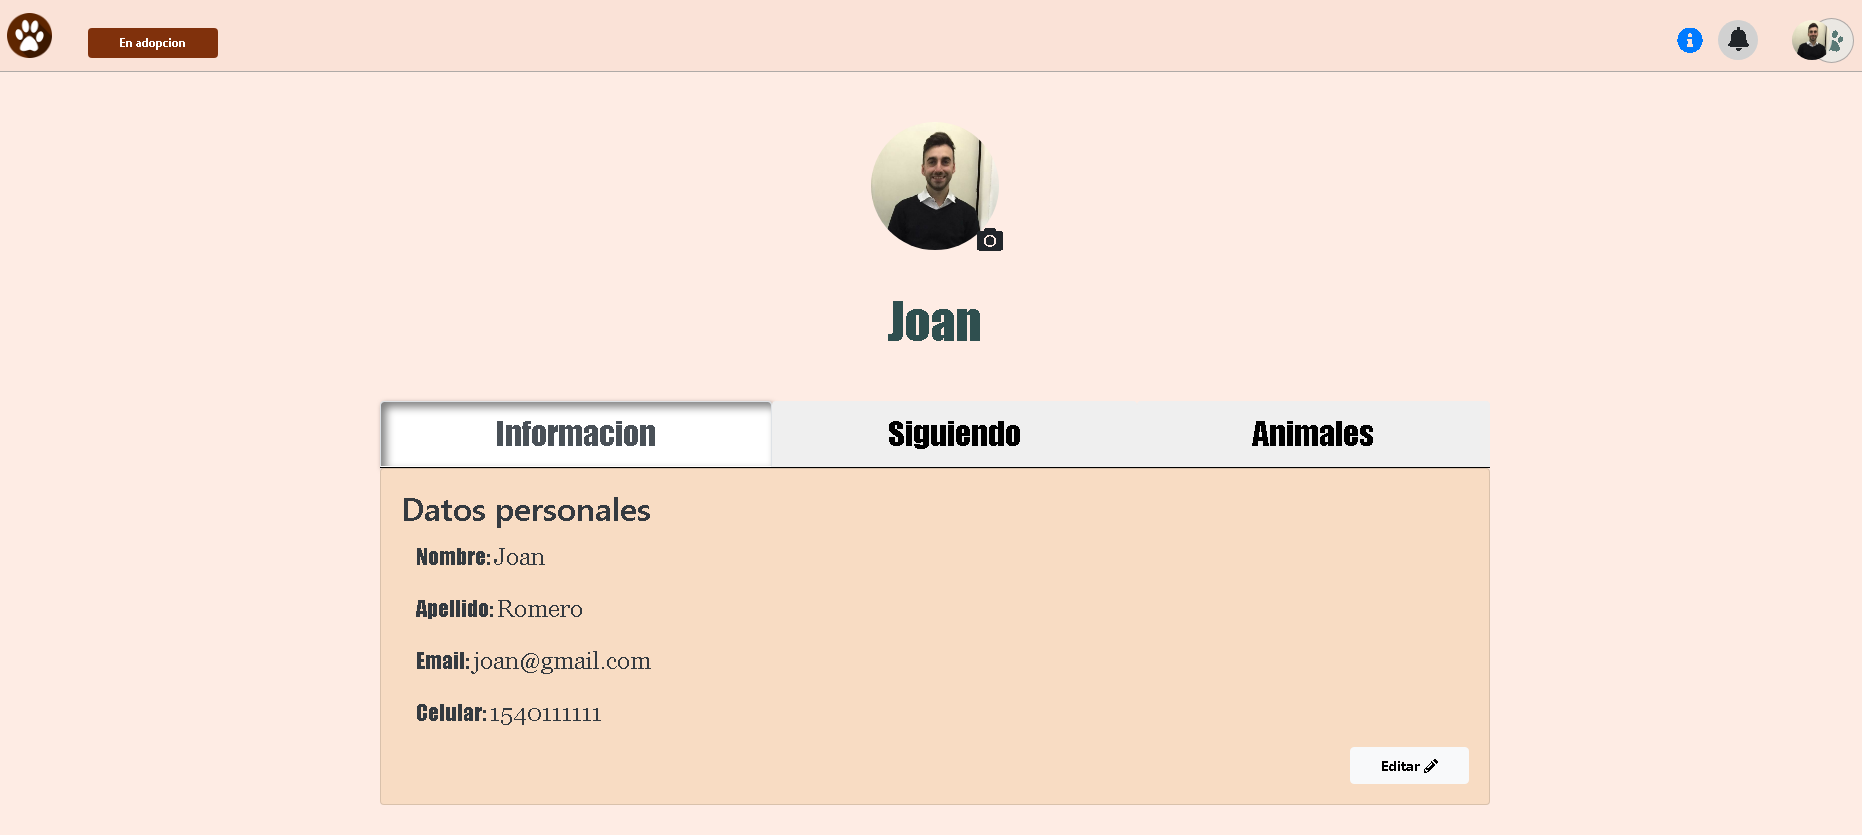 En adopcion
Joan
Informacion Siguiendo Animales
Datos personales
Nombre: Joan
Apellido: Romero
Email: joan@gmail.com
Celular: 1540111111
Editar